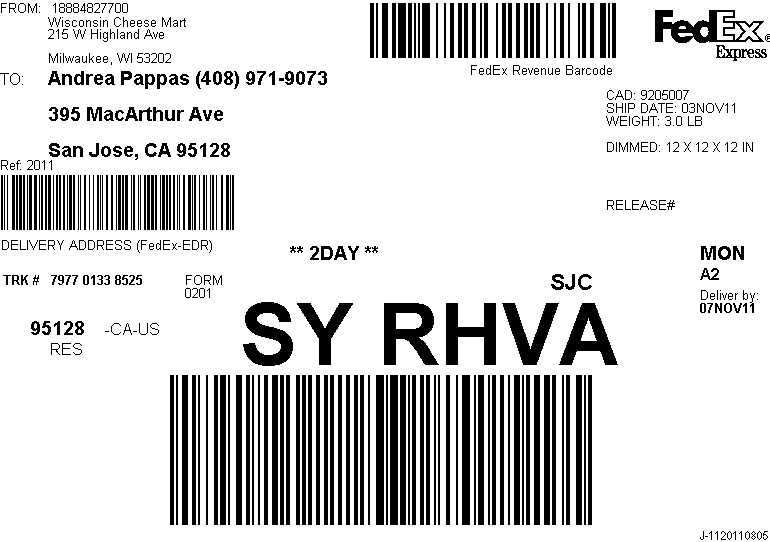 FROM: 18884827700
Wisconsin Cheese Mart
215 W Highland Ave
Milwaukee, WI 53202
FedEx® Express
FedEx Revenue Barcode
TO: Andrea Pappas (408) 971-9073
395 MacArthur Ave
San Jose, CA 95128
CAD: 9205007
SHIP DATE: 03NOV11
WEIGHT: 3.0 LB
DIMMED: 12 X 12 X 12 IN
Ref: 2011
RELEASE#
DELIVERY ADDRESS (FedEx-EDR)
** 2DAY **
MON
A2
Deliver by:
07NOV11
TRK # 7977 0133 8525
FORM
0201
SJC
SY RHVA
95128 -CA-US
RES
J-1120110805